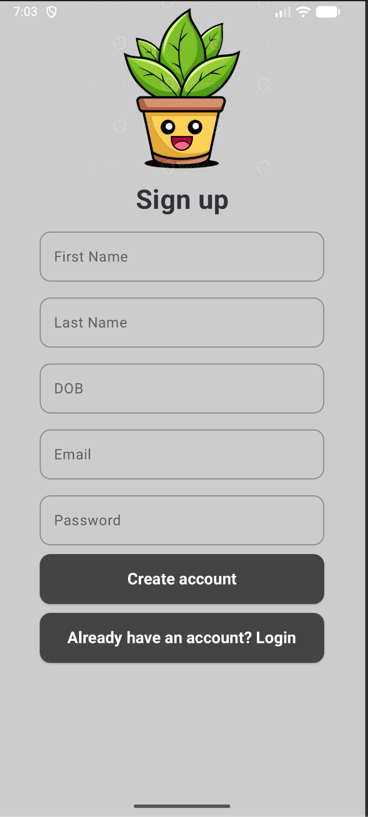 7:03
Sign up
First Name
Last Name
DOB
Email
Password
Create account
Already have an account? Login